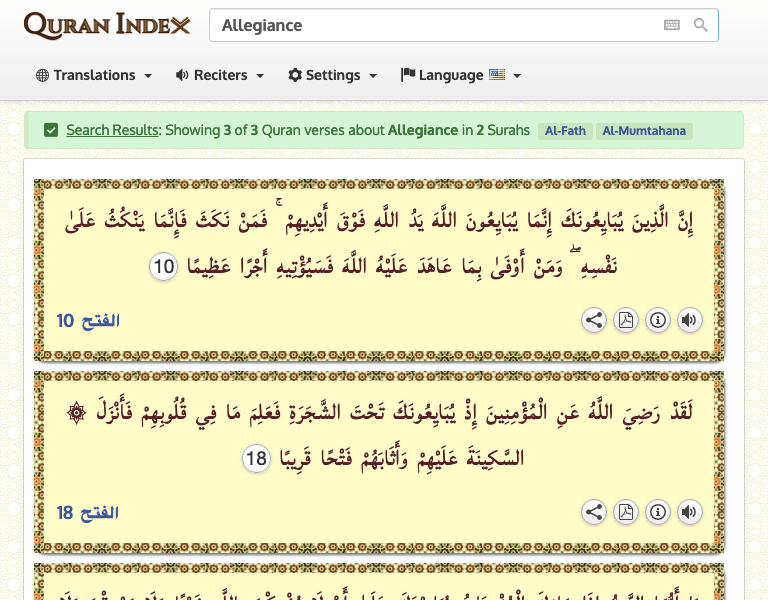 QURAN INDEX
Allegiance
Translations Reciters Settings Language
Search Results: Showing 3 of 3 Quran verses about Allegiance in 2 Surahs Al-Fath Al-Mumtahana
إِنَّ الَّذِينَ يُبَايِعُونَكَ إِنَّمَا يُبَايِعُونَ اللَّهَ يَدُ اللَّهِ فَوْقَ أَيْدِيهِمْ ۚ فَمَنْ نَكَثَ فَإِنَّمَا يَنْكُثُ عَلَىٰ
نَفْسِهِ ۖ وَمَنْ أَوْفَىٰ بِمَا عَاهَدَ عَلَيْهُ اللَّهَ فَسَيُؤْتِيهِ أَجْرًا عَظِيمًا 10
الفتح 10
لَقَدْ رَضِيَ اللَّهُ عَنِ الْمُؤْمِنِينَ إِذْ يُبَايِعُونَكَ تَحْتَ الشَّجَرَةِ فَعَلِمَ مَا فِي قُلُوبِهِمْ فَأَنْزَلَ ۞
السَّكِينَةَ عَلَيْهِمْ وَأَثَابَهُمْ فَتْحًا قَرِيبًا 18
الفتح 18